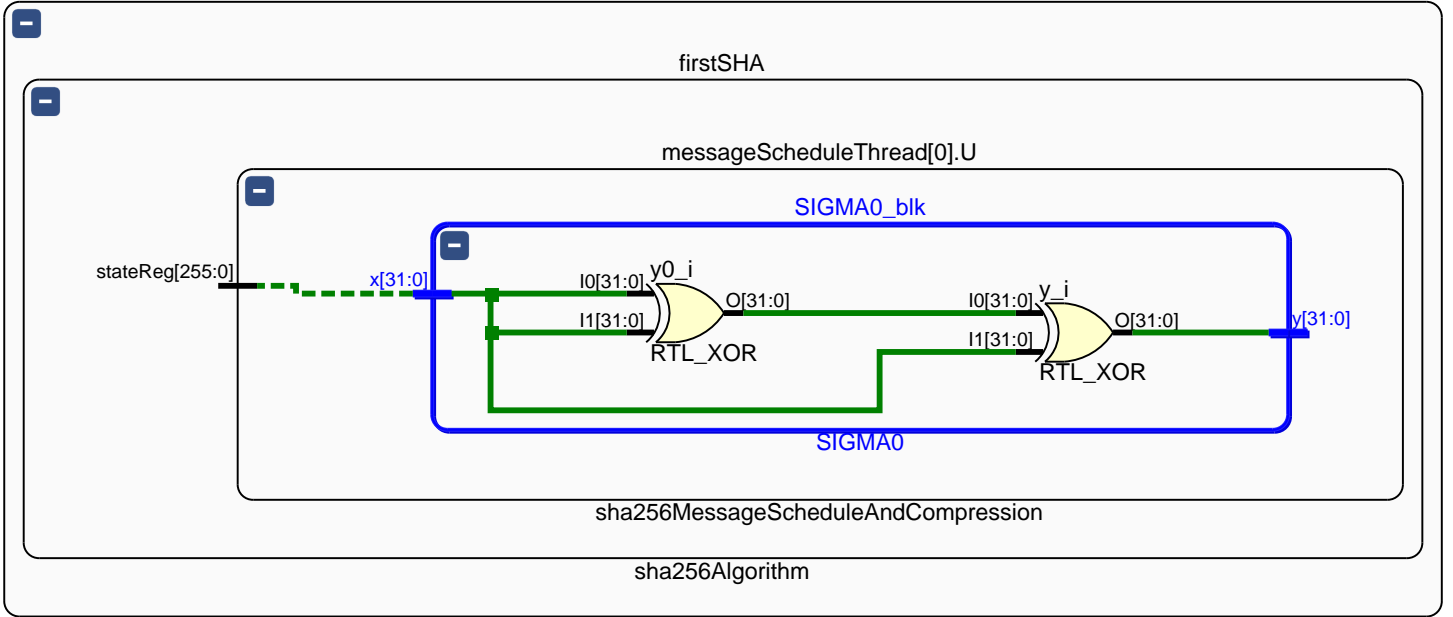 firstSHA
messageScheduleThread[0].U
SIGMA0_blk
stateReg[255:0]
x[31:0]
I0[31:0]
y0_i
I1[31:0]
O[31:0]
RTL_XOR
I0[31:0]
y_i
I1[31:0]
O[31:0]
RTL_XOR
y[31:0]
SIGMA0
sha256MessageScheduleAndCompression
sha256Algorithm